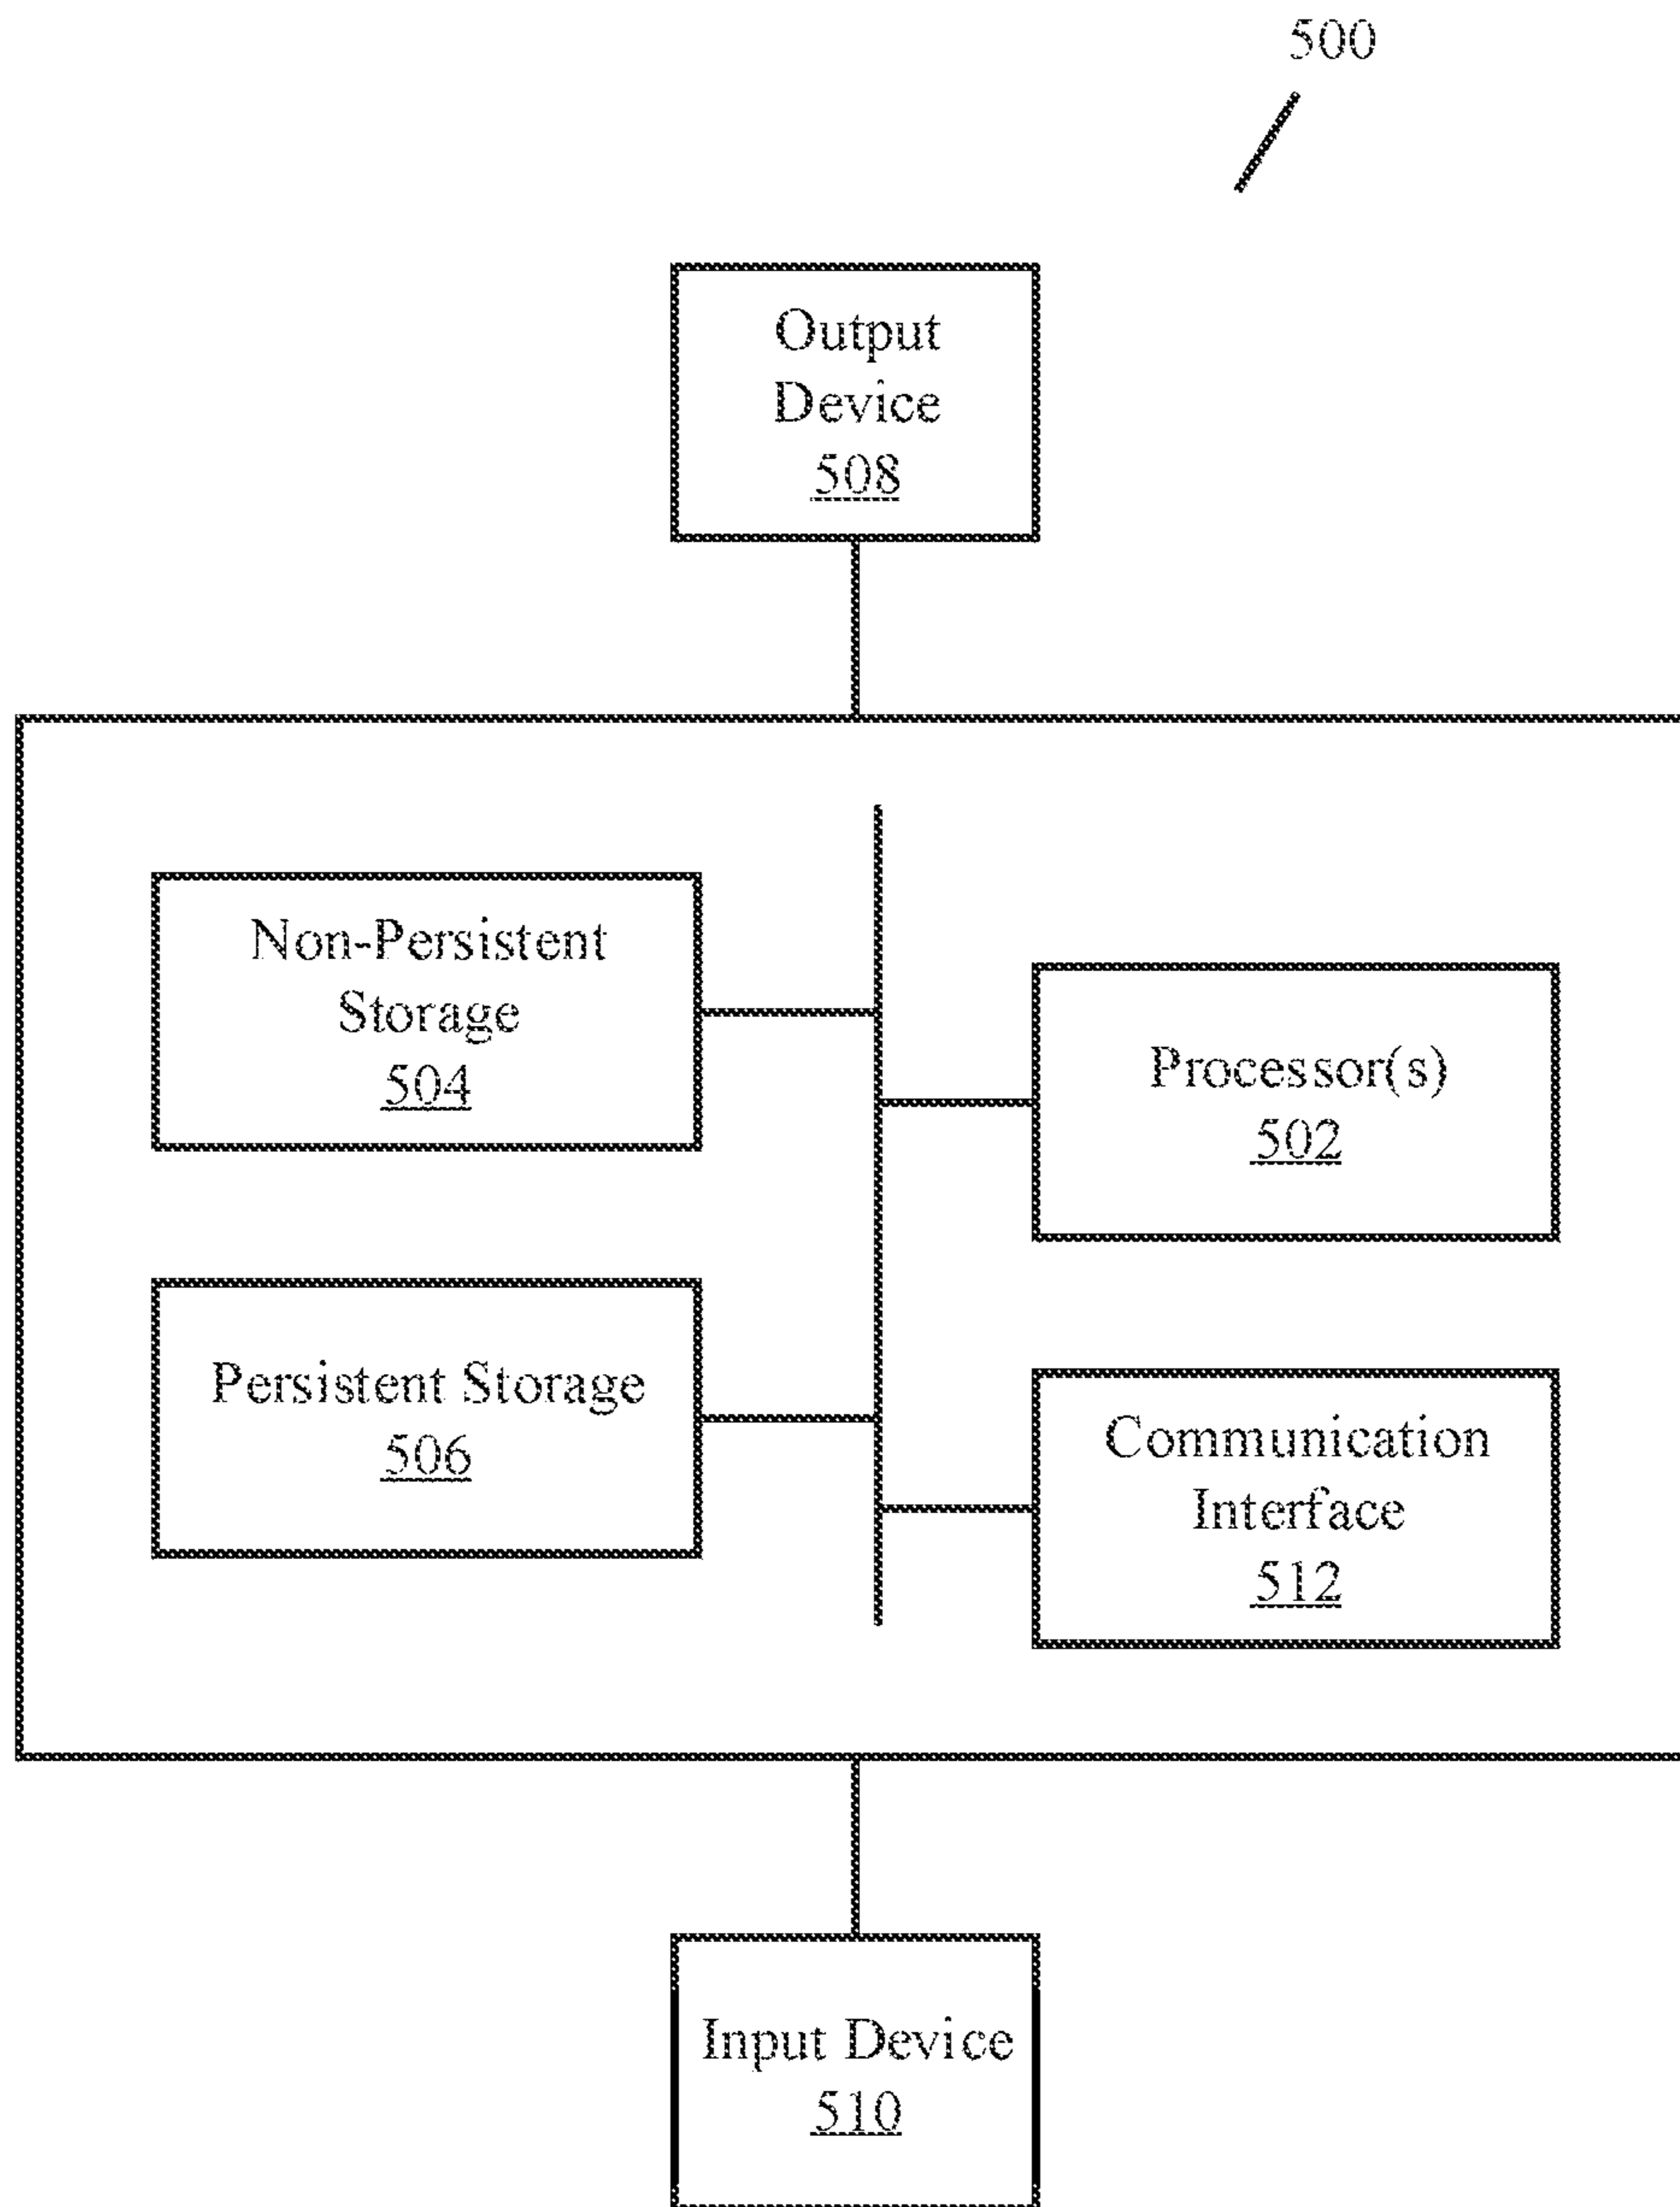 500
Output
Device
508
Non-Persistent
Storage
504
Processor(s)
502
Persistent Storage
506
Communication
Interface
512
Input Device
510